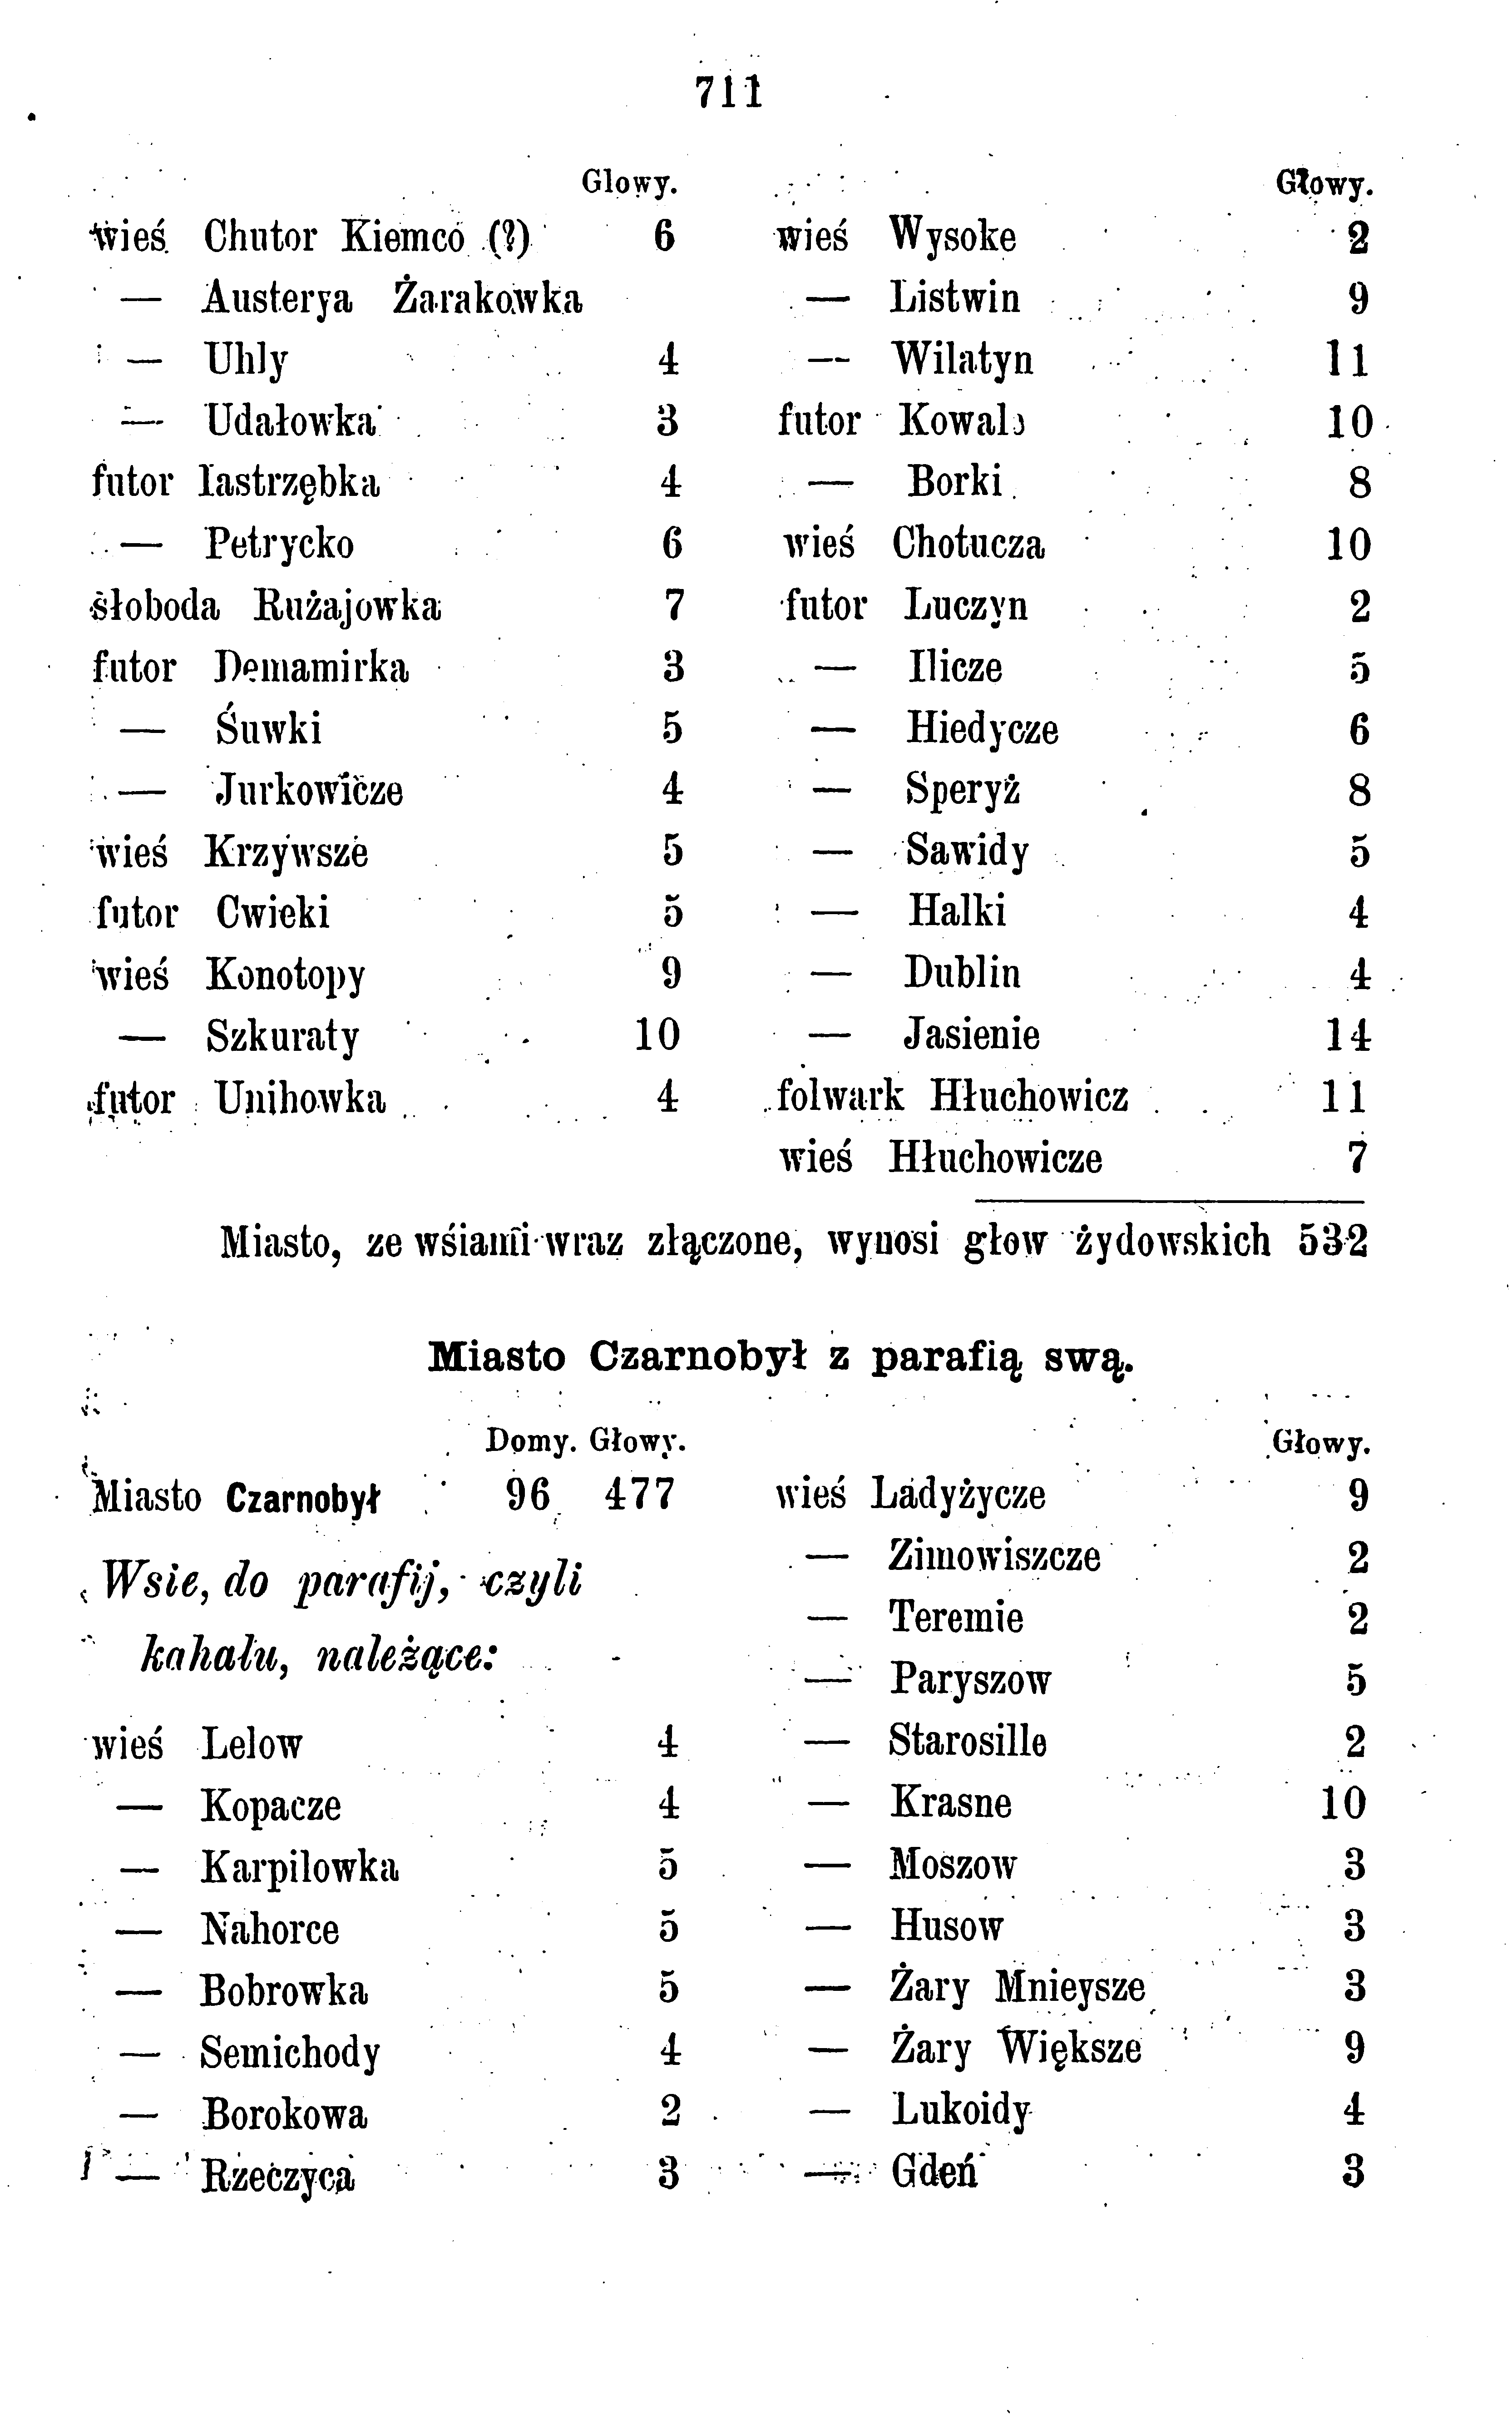 711
Glowy.
wieś Chutor Kiemcó (?) 6
— Austerya Żarakowka
— Uhly 4
— Udałowka 3
futor Iastrzębka 4
— Petrycko 6
słoboda Rużajowka 7
futor Demamirka 3
— Śuwki 5
— Jurkowicze 4
wieś Krzywsze 5
futor Cwieki 5
wieś Konotopy 9
— Szkuraty 10
futor Unihowka 4
Głowy.
wieś Wysoke 2
— Listwin 9
— Wilatyn 11
futor Kowale 10
— Borki 8
wieś Chotucza 10
futor Luczyn 2
— Ilicze 5
— Hiedycze 6
— Speryż 8
— Sawidy 5
— Halki 4
— Dublin 4
— Jasienie 14
folwark Hłuchowicz 11
wieś Hłuchowicze 7
Miasto, ze wśiami wraz złączone, wynosi głow żydowskich 532
Miasto Czarnobył z parafią swą.
Domy. Głowy.
Miasto Czarnobył 96 477
Wsie, do parafij, czyli
kahału, należące:
wieś Lelow 4
— Kopacze 4
— Karpilowka 5
— Nahorce 5
— Bobrowka 5
— Semichody 4
— Borokowa 2
— Rzeczyca 3
Głowy.
wieś Ladyżycze 9
— Zimowiszcze 2
— Teremie 2
— Paryszow 5
— Starosille 2
— Krasne 10
— Moszow 3
— Husow 3
— Żary Mnieysze 3
— Żary Większe 9
— Lukoidy 4
— Gdeń 3